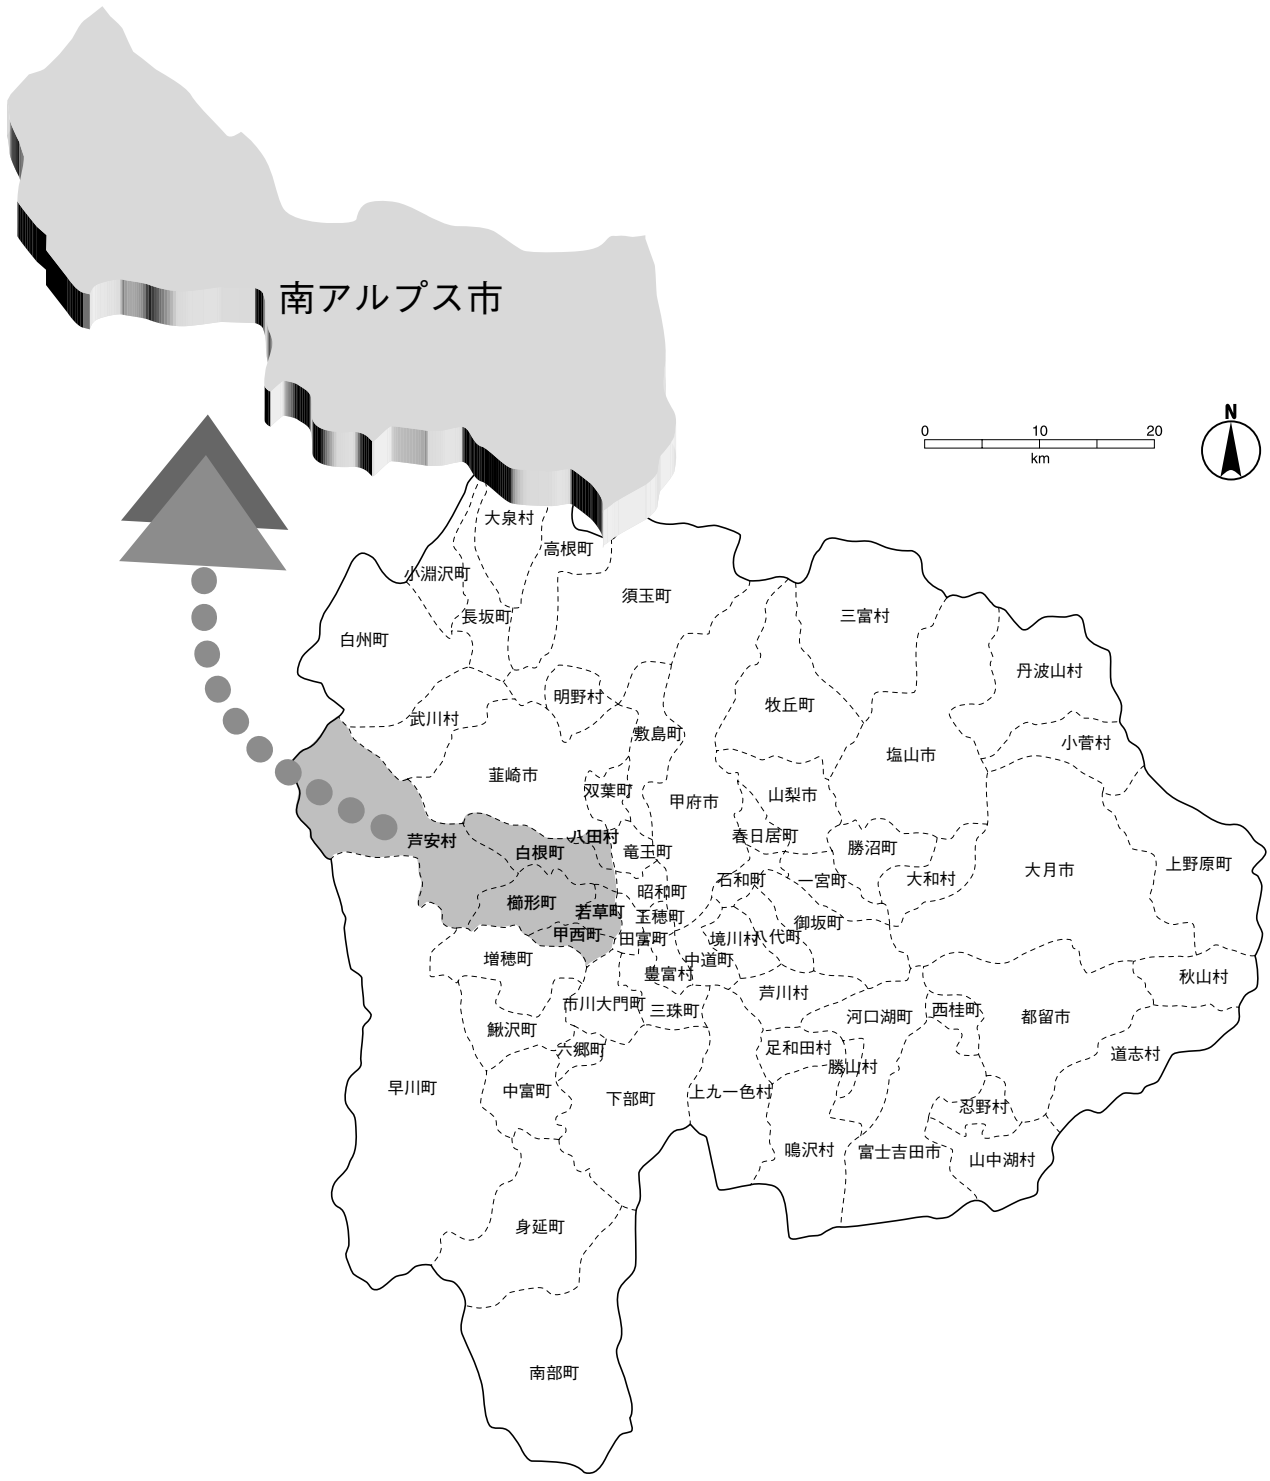 南アルプス市
N
0 10 20
km
大泉村
高根町
小淵沢町
須玉町
長坂町
三富村
白州町
丹波山村
明野村
牧丘町
武川村
敷島町
小菅村
塩山市
韮崎市
双葉町
甲府市
山梨市
八田村
春日居町
芦安村
白根町
竜王町
勝沼町
上野原町
大月市
石和町
一宮町
大和村
昭和町
櫛形町
若草町
玉穂町
御坂町
甲西町
田富町
境川村
八代町
増穂町
中道町
豊富村
秋山村
芦川村
市川大門町
三珠町
西桂町
河口湖町
都留市
鰍沢町
六郷町
足和田村
道志村
勝山村
早川町
中富町
下部町
上九一色村
忍野村
鳴沢村
富士吉田市
山中湖村
身延町
南部町